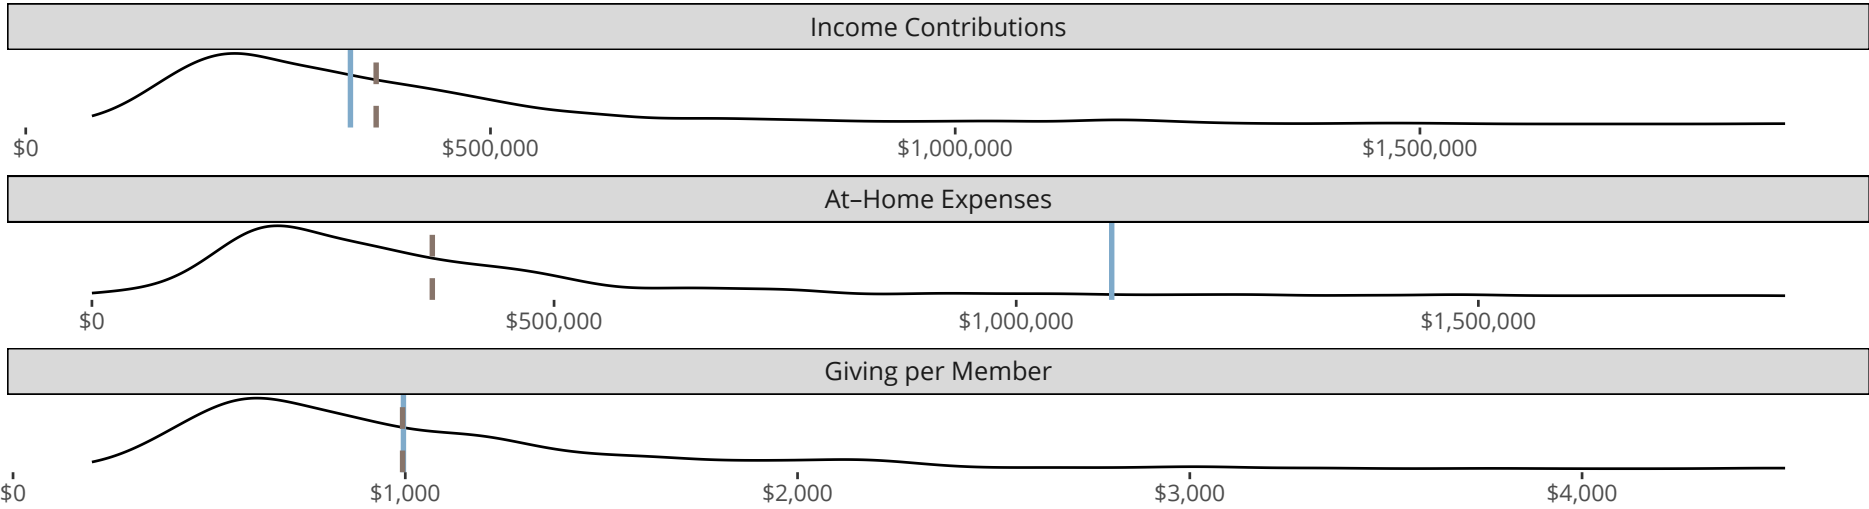 Income Contributions
$0 $500,000 $1,000,000 $1,500,000
At–Home Expenses
$0 $500,000 $1,000,000 $1,500,000
Giving per Member
$0 $1,000 $2,000 $3,000 $4,000